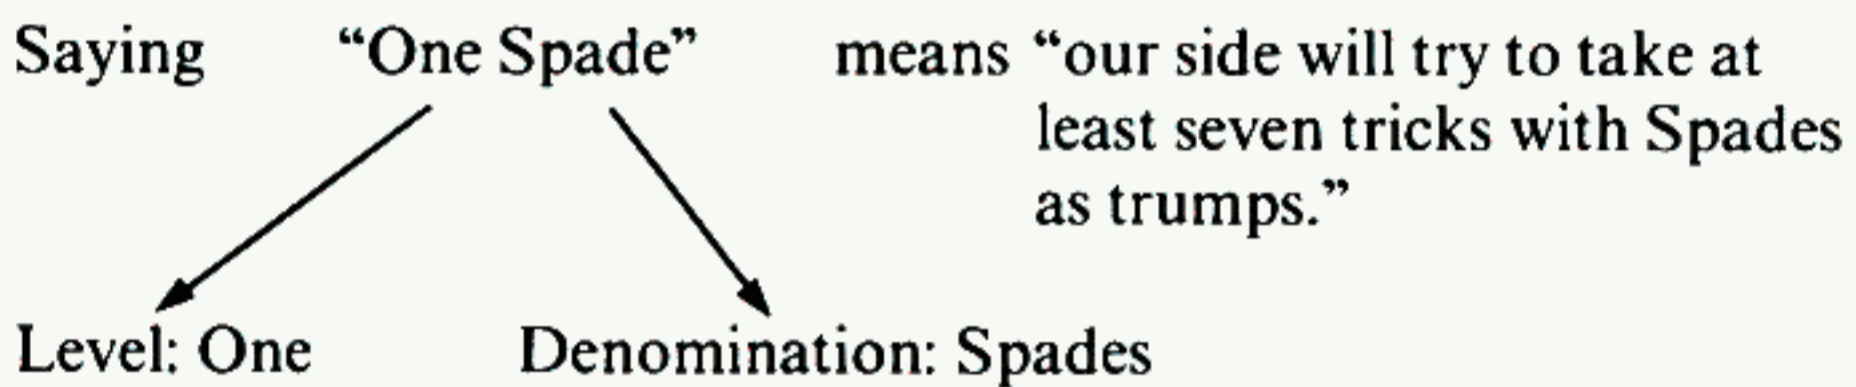 Saying “One Spade” means “our side will try to take at
least seven tricks with Spades
as trumps.”
Level: One Denomination: Spades